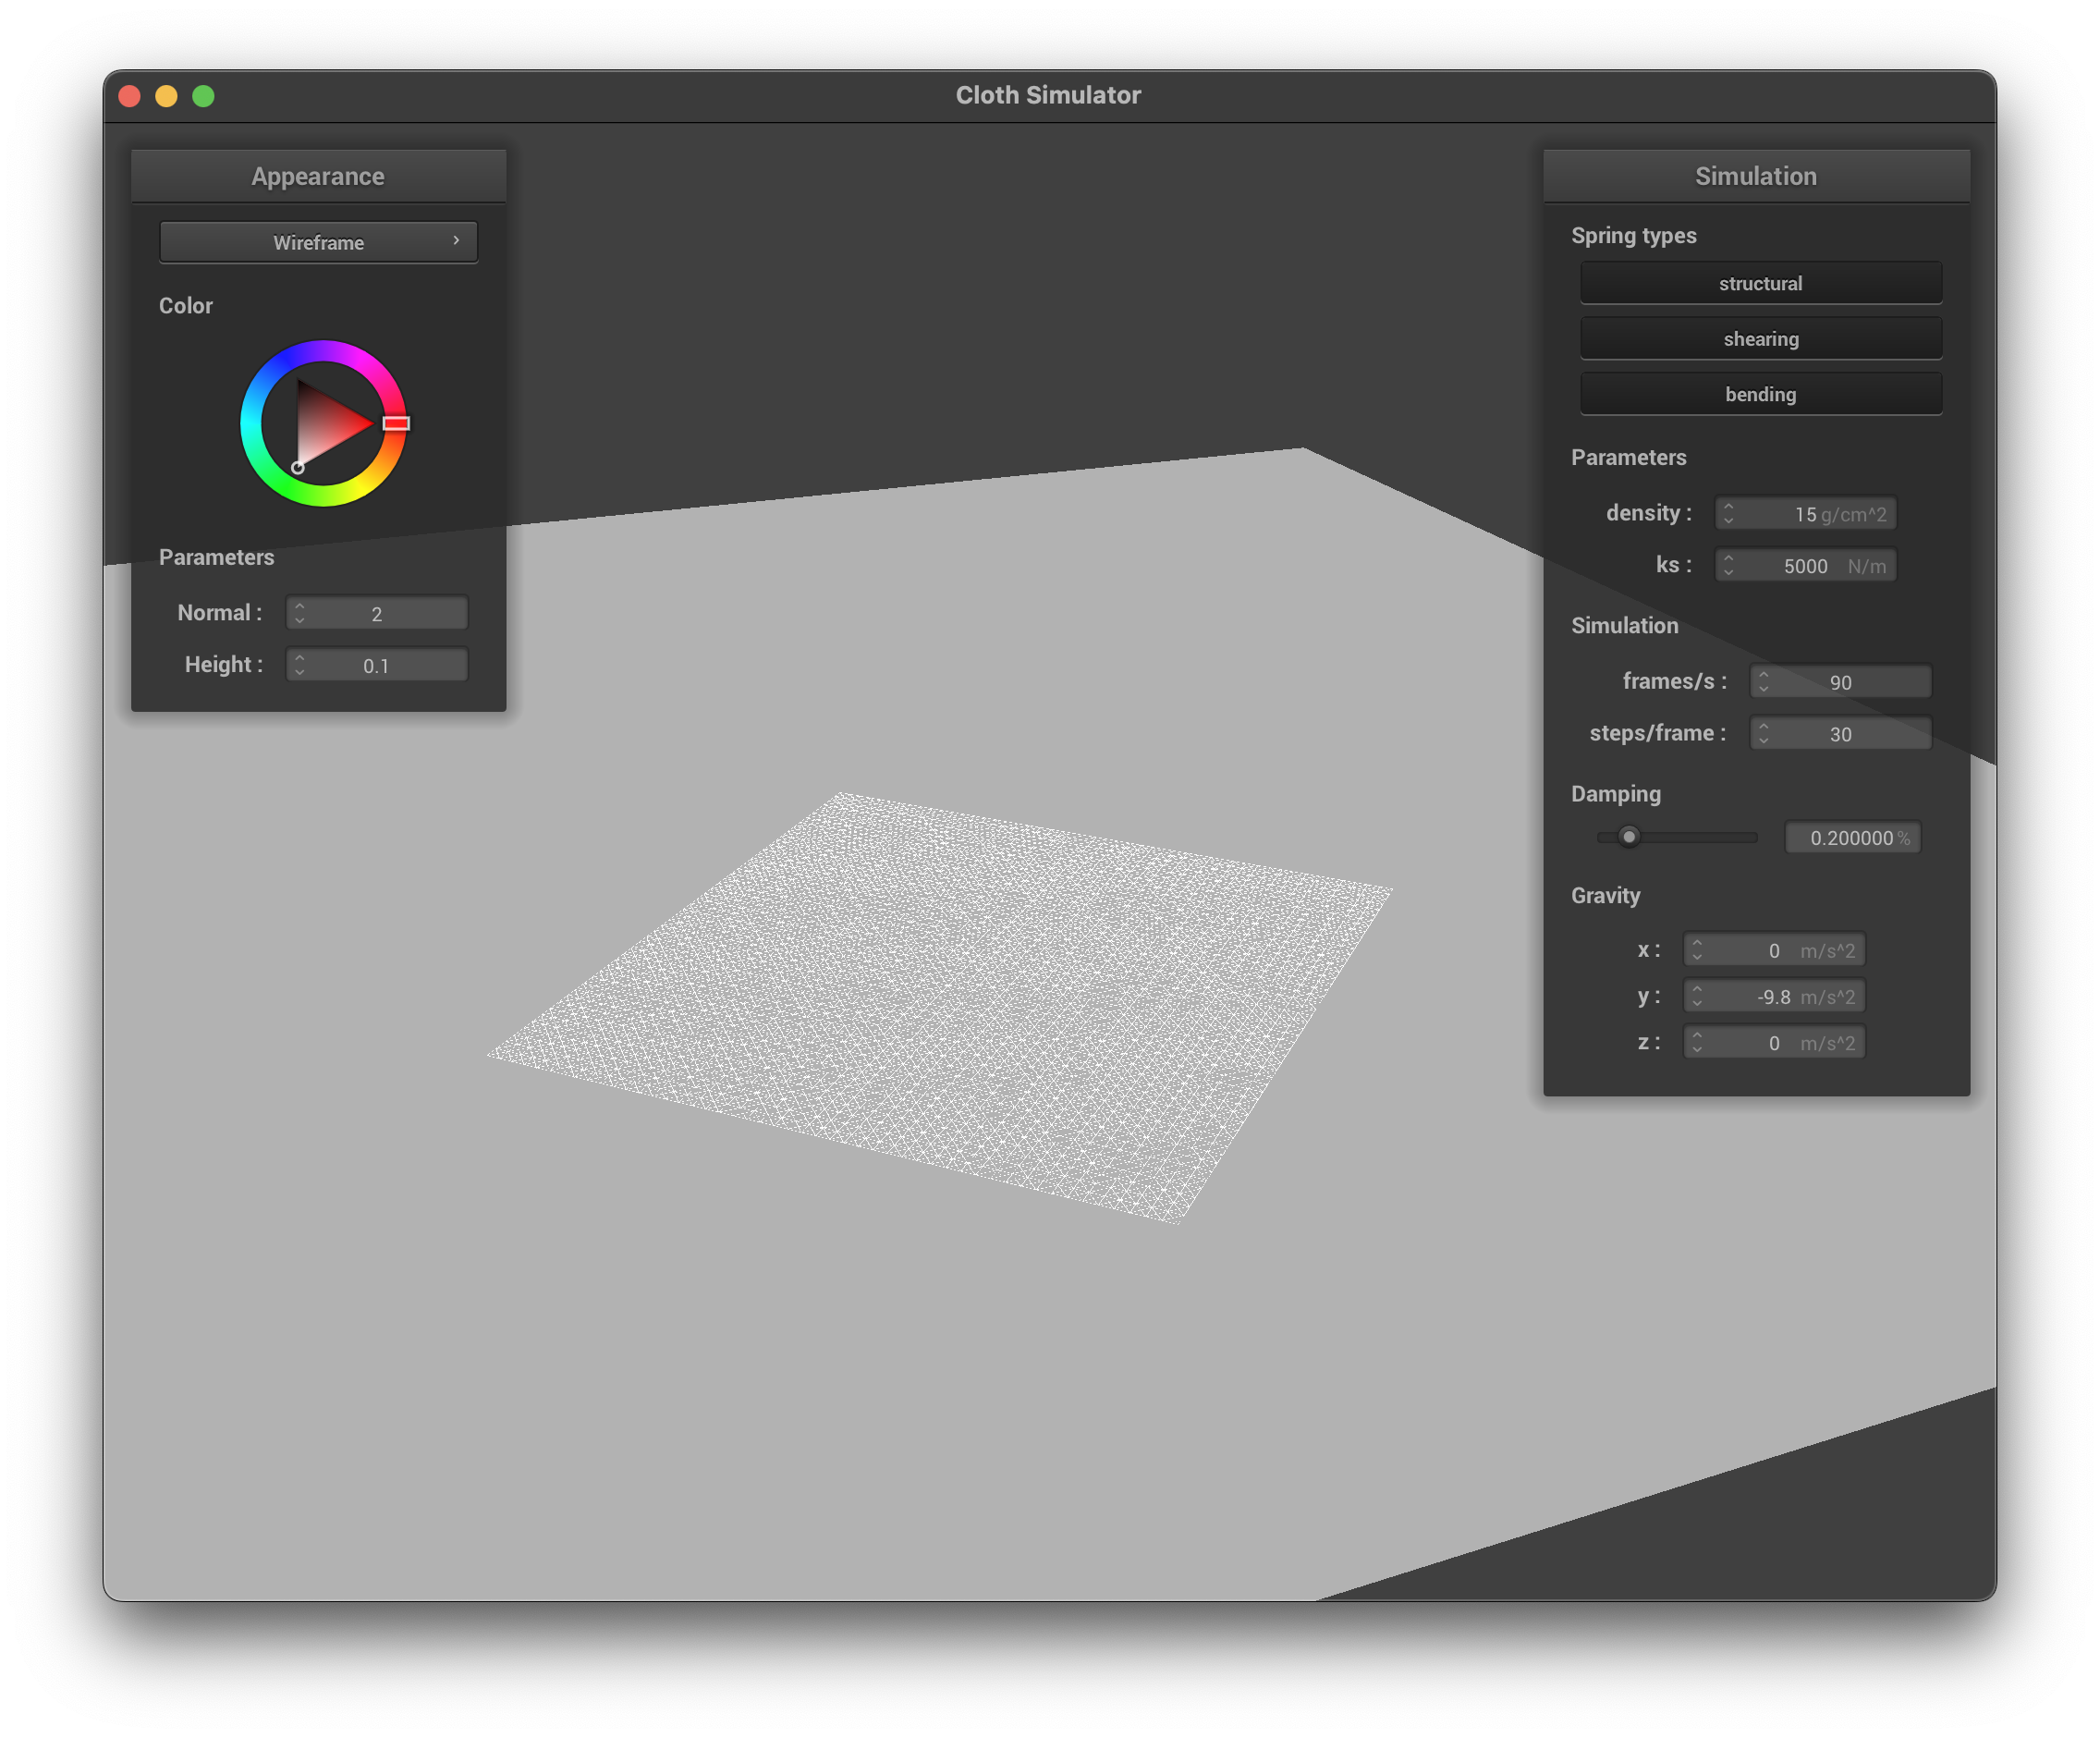 Cloth Simulator
Appearance
Wireframe
Color
Parameters
Normal : 2
Height : 0.1
Simulation
Spring types
structural
shearing
bending
Parameters
density : 15 g/cm^2
ks : 5000 N/m
Simulation
frames/s : 90
steps/frame : 30
Damping
0.200000 %
Gravity
x : 0 m/s^2
y : -9.8 m/s^2
z : 0 m/s^2